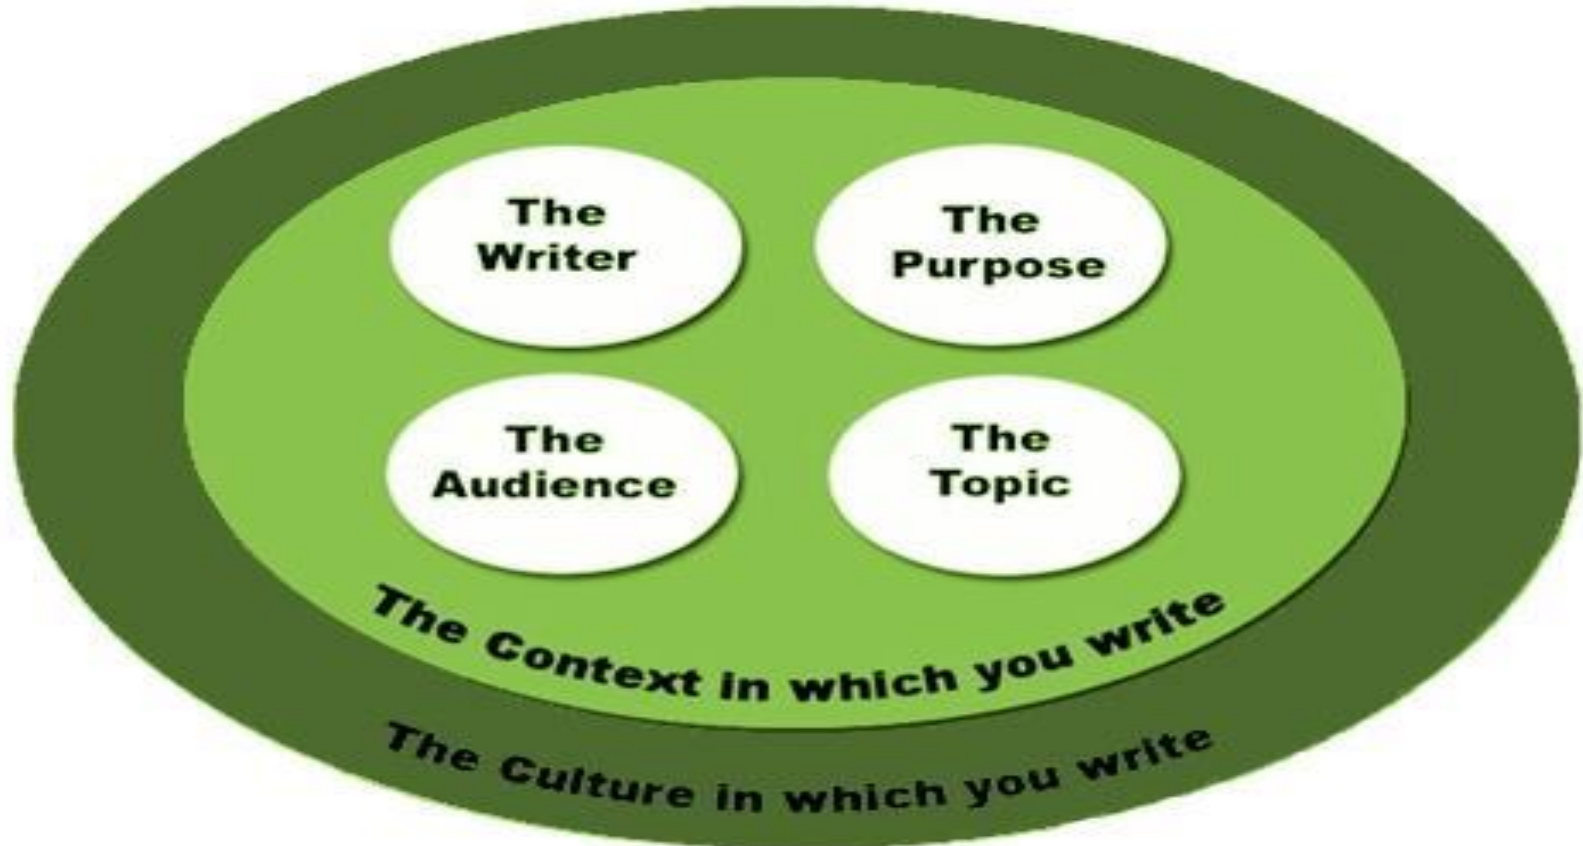 The
Writer
The
Purpose
The
Audience
The
Topic
The Context in which you write
The Culture in which you write